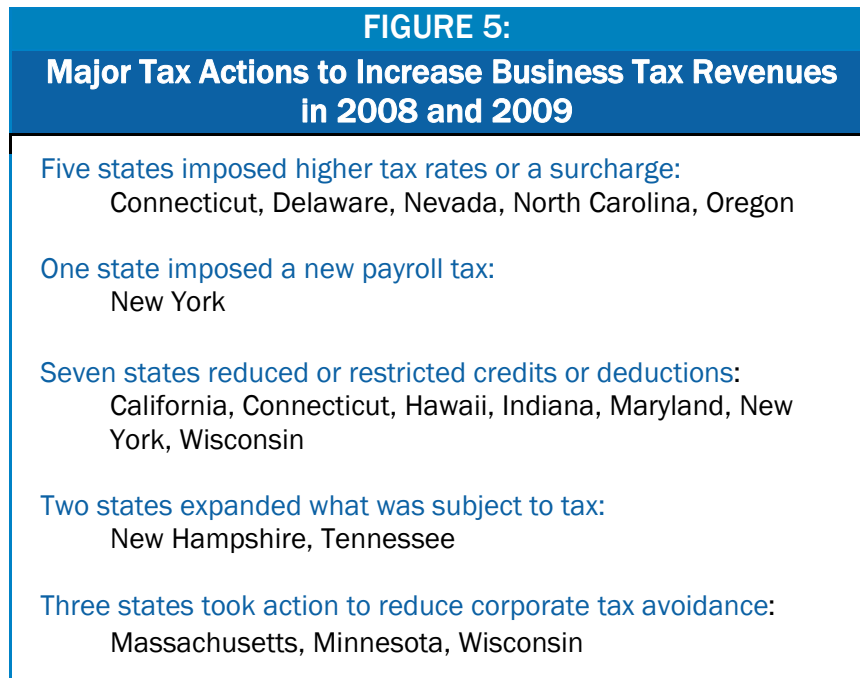 FIGURE 5:
Major Tax Actions to Increase Business Tax Revenues
in 2008 and 2009
Five states imposed higher tax rates or a surcharge:
Connecticut, Delaware, Nevada, North Carolina, Oregon
One state imposed a new payroll tax:
New York
Seven states reduced or restricted credits or deductions:
California, Connecticut, Hawaii, Indiana, Maryland, New
York, Wisconsin
Two states expanded what was subject to tax:
New Hampshire, Tennessee
Three states took action to reduce corporate tax avoidance:
Massachusetts, Minnesota, Wisconsin